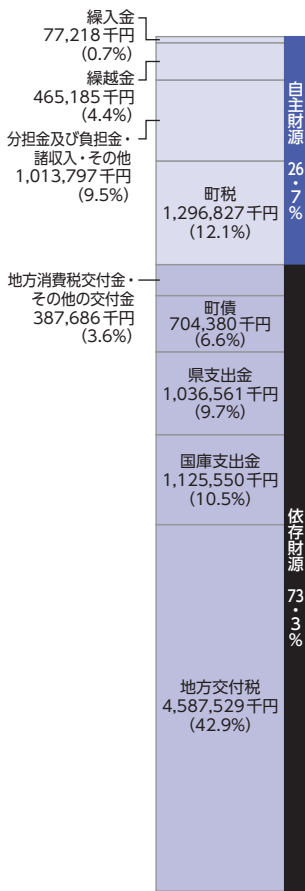 繰入金
77,218千円
(0.7%)
繰越金
465,185千円
(4.4%)
分担金及び負担金・
諸収入・その他
1,013,797千円
(9.5%)
町税
1,296,827千円
(12.1%)
自主財源 26・7%
地方消費税交付金・
その他の交付金
387,686千円
(3.6%)
町債
704,380千円
(6.6%)
県支出金
1,036,561千円
(9.7%)
国庫支出金
1,125,550千円
(10.5%)
地方交付税
4,587,529千円
(42.9%)
依存財源 73・3%